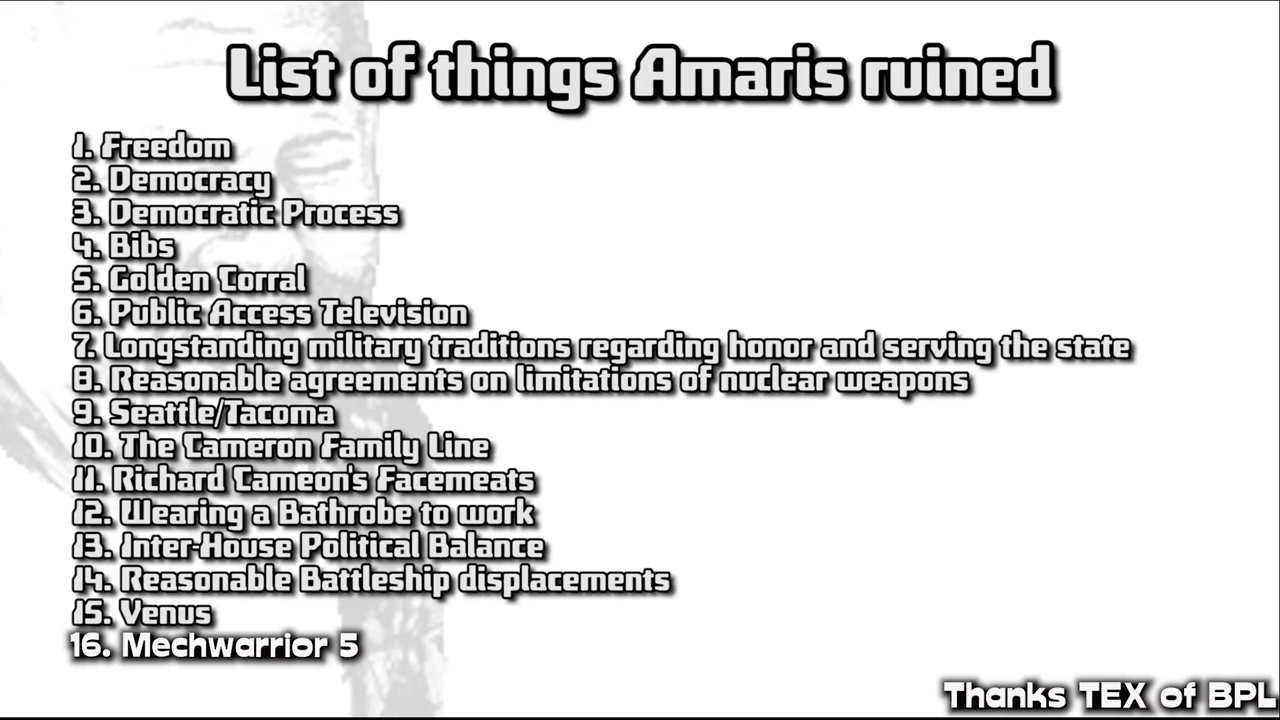 List of things Amaris ruined
1. Freedom
2. Democracy
3. Democratic Process
4. Bibs
5. Golden Corral
6. Public Access Television
7. Longstanding military traditions regarding honor and serving the state
8. Reasonable agreements on limitations of nuclear weapons
9. Seattle/Tacoma
10. The Cameron Family Line
11. Richard Cameon's Facemeats
12. Wearing a Bathrobe to work
13. Inter-House Political Balance
14. Reasonable Battleship displacements
15. Venus
16. Mechwarrior 5
Thanks TEX of BPL